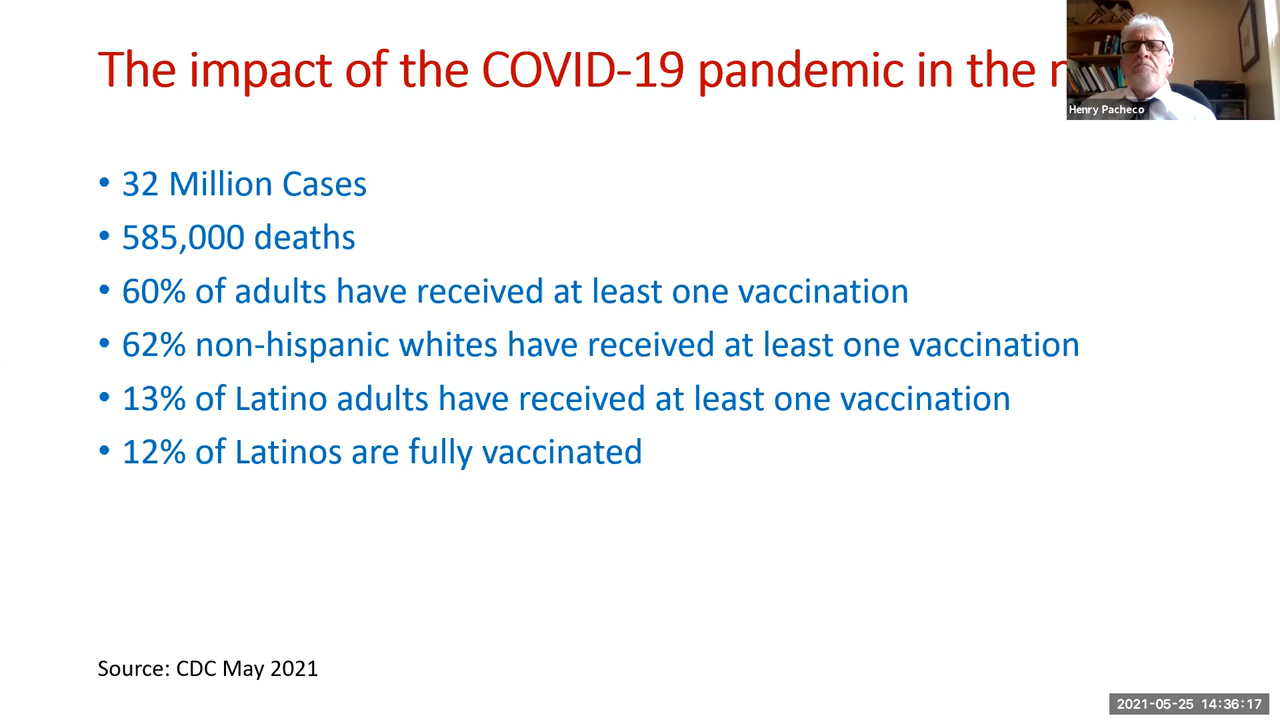 The impact of the COVID-19 pandemic in the
Henry Pacheco
• 32 Million Cases
• 585,000 deaths
• 60% of adults have received at least one vaccination
• 62% non-hispanic whites have received at least one vaccination
• 13% of Latino adults have received at least one vaccination
• 12% of Latinos are fully vaccinated
Source: CDC May 2021
2021-05-25 14:36:17